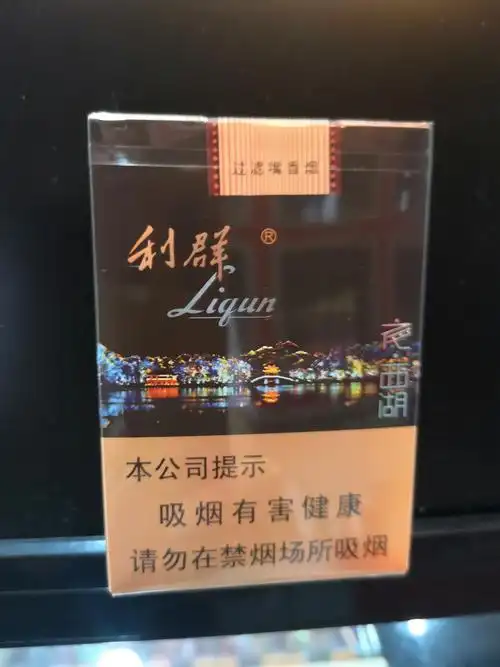 过滤嘴香烟
利群®
Liqun
夜西湖
本公司提示
吸烟有害健康
请勿在禁烟场所吸烟